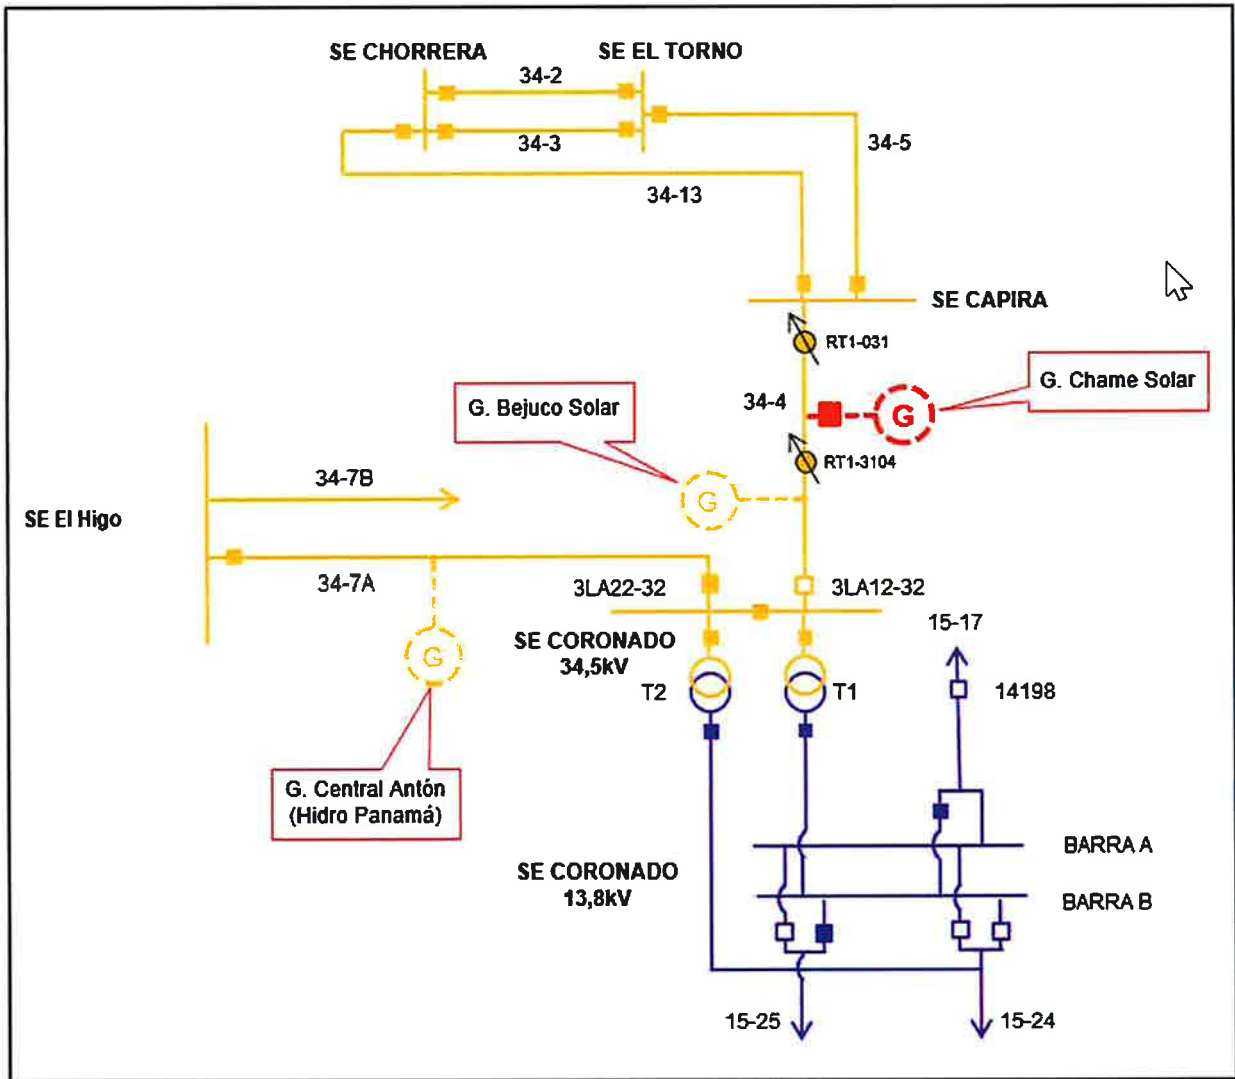 SE CHORRERA
SE EL TORNO
34-2
34-3
34-5
34-13
SE CAPIRA
RT1-031
G. Chame Solar
G. Bejuco Solar
34-4
G
RT1-3104
34-7B
G
SE El Higo
34-7A
3LA22-32
3LA12-32
15-17
SE CORONADO
34,5kV
G
T2
T1
14198
G. Central Antón
(Hidro Panamá)
BARRA A
SE CORONADO
13,8kV
BARRA B
15-25
15-24